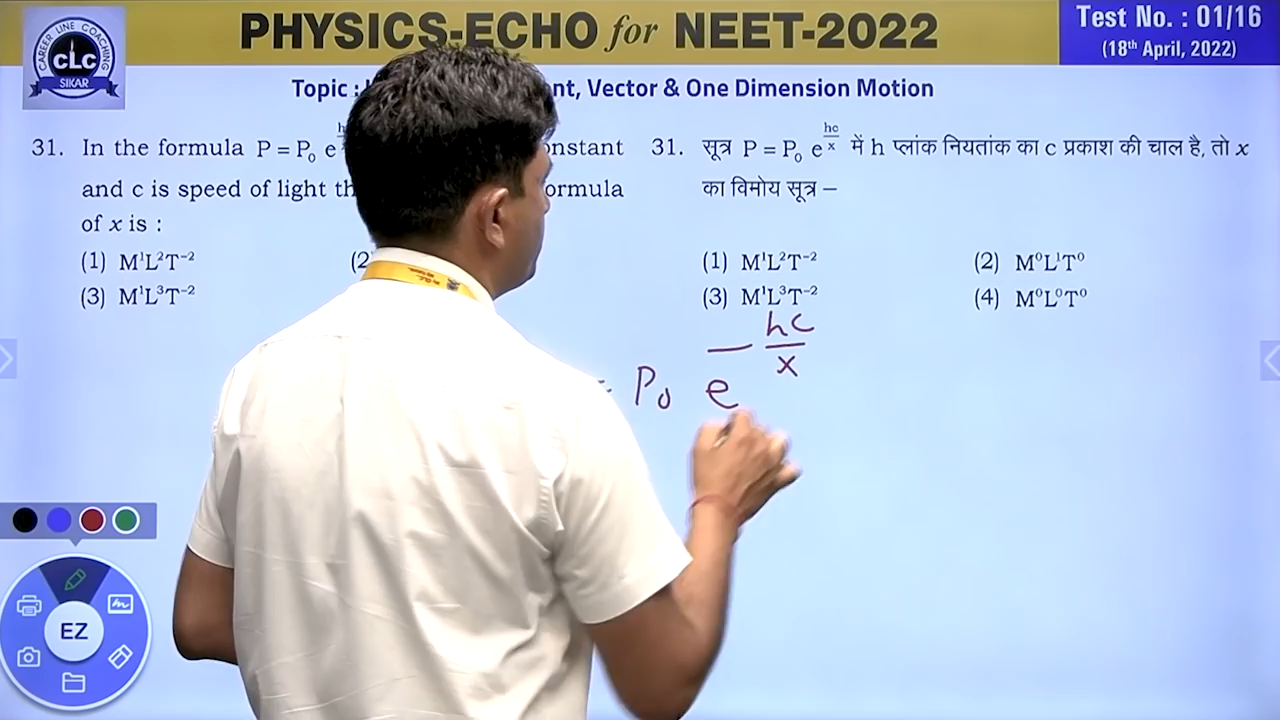 PHYSICS-ECHO for NEET-2022
Test No. : 01/16
(18th April, 2022)
CAREER LINE COACHING
CLC
SIKAR
Topic : nt, Vector & One Dimension Motion
31. In the formula P = P₀ e onstant
and c is speed of light th ormula
of x is :
(1) M¹L²T⁻² (2)
(3) M¹L³T⁻²
31. सूत्र P = P₀ e^(hc/x) में h प्लांक नियतांक का c प्रकाश की चाल है, तो x
का विमोय सूत्र –
(1) M¹L²T⁻² (2) M⁰L¹T⁰
(3) M¹L³T⁻² (4) M⁰L⁰T⁰
= P₀ e^(— hc/x)
EZ